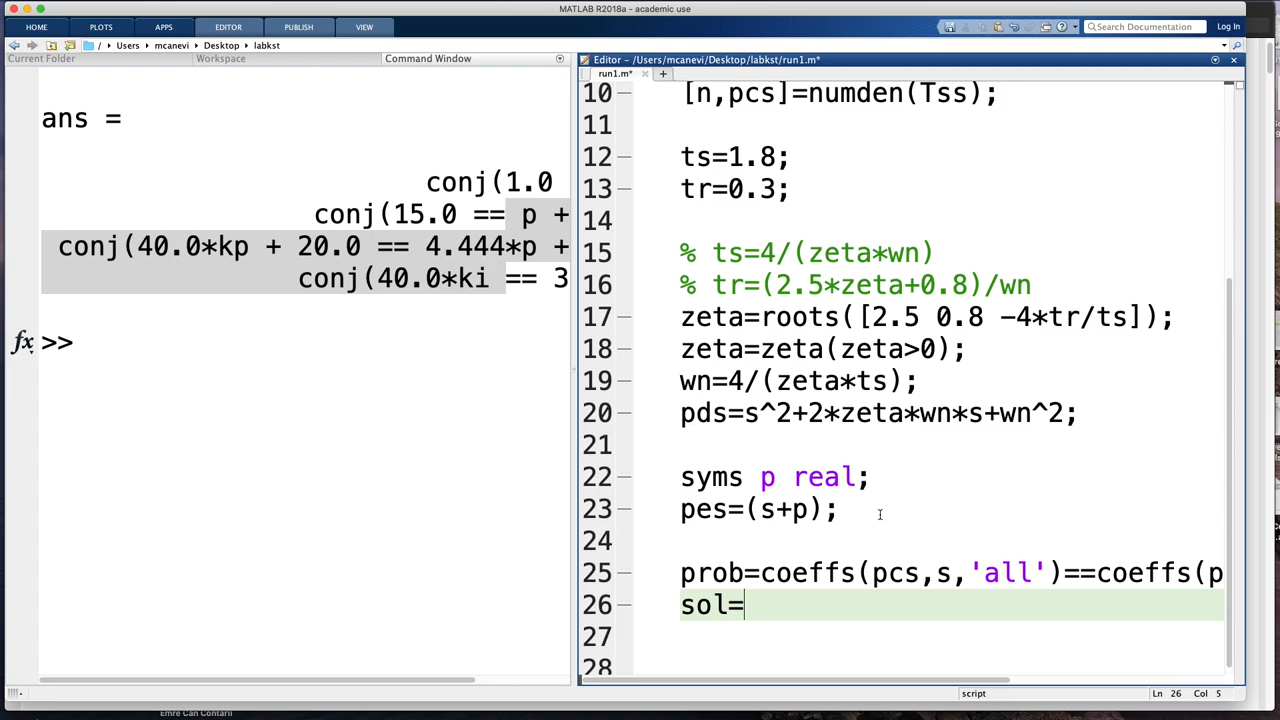 MATLAB R2018a - academic use
HOME PLOTS APPS EDITOR PUBLISH VIEW Search Documentation Log In
/ Users mcanevi Desktop labkst
Current Folder Workspace Command Window
Editor - /Users/mcanevi/Desktop/labkst/run1.m*
run1.m*
ans =
conj(1.0
conj(15.0 == p +
conj(40.0*kp + 20.0 == 4.444*p +
conj(40.0*ki == 3
fx >>
10 [n,pcs]=numden(Tss);
11
12 ts=1.8;
13 tr=0.3;
14
15 % ts=4/(zeta*wn)
16 % tr=(2.5*zeta+0.8)/wn
17 zeta=roots([2.5 0.8 -4*tr/ts]);
18 zeta=zeta(zeta>0);
19 wn=4/(zeta*ts);
20 pds=s^2+2*zeta*wn*s+wn^2;
21
22 syms p real;
23 pes=(s+p);
24
25 prob=coeffs(pcs,s,'all')==coeffs(p
26 sol=
27
28
script Ln 26 Col 5
Emre Can Contarlı